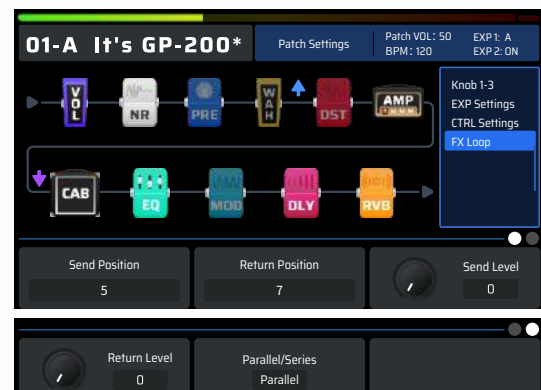 01-A It's GP-200*
Patch Settings
Patch VOL: 50
BPM: 120
EXP 1: A
EXP 2: ON
VOL
NR
PRE
WAH
DST
AMP
CAB
EQ
MOD
DLY
RVB
Knob 1-3
EXP Settings
CTRL Settings
FX Loop
Send Position
5
Return Position
7
Send Level
0
Return Level
0
Parallel/Series
Parallel